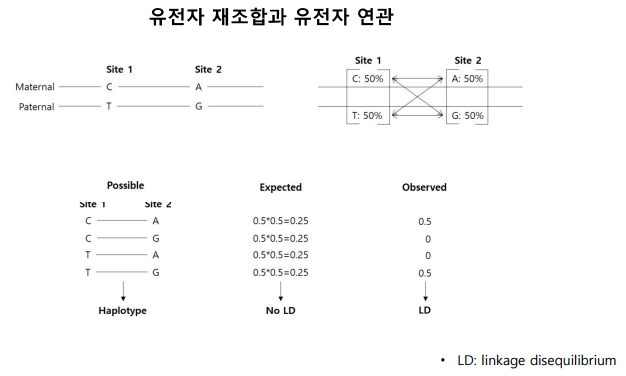 유전자 재조합과 유전자 연관
Site 1 Site 2
Maternal C A
Paternal T G
Site 1 Site 2
C: 50% A: 50%
T: 50% G: 50%
Possible Expected Observed
Site 1 Site 2
C A 0.5*0.5=0.25 0.5
C G 0.5*0.5=0.25 0
T A 0.5*0.5=0.25 0
T G 0.5*0.5=0.25 0.5
Haplotype No LD LD
• LD: linkage disequilibrium